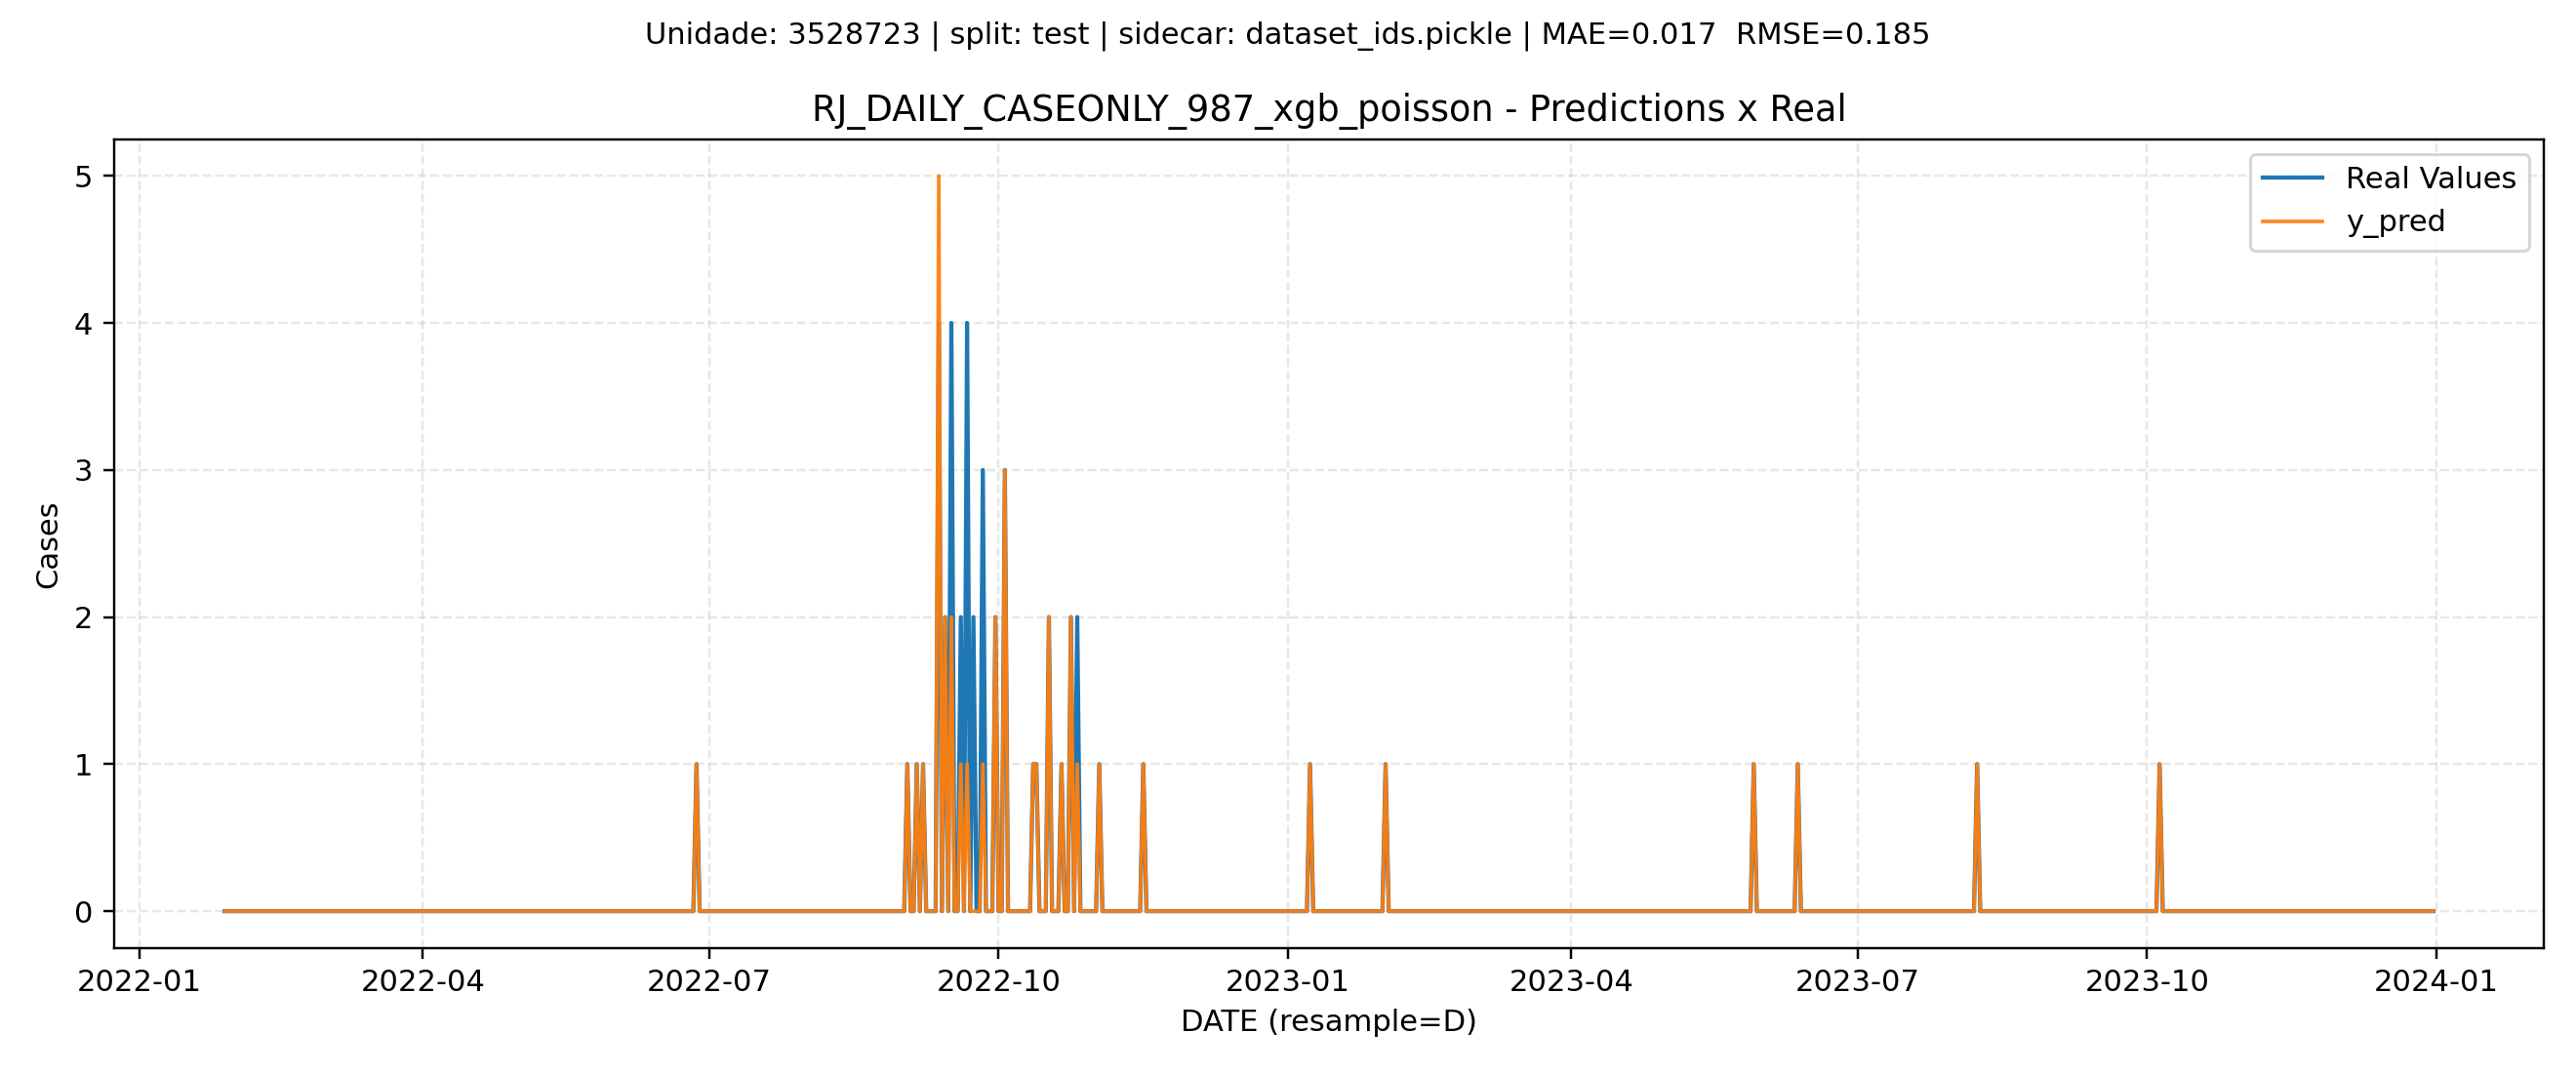 Unidade: 3528723 | split: test | sidecar: dataset_ids.pickle | MAE=0.017  RMSE=0.185
RJ_DAILY_CASEONLY_987_xgb_poisson - Predictions x Real
Real Values
y_pred
5
4
3
2
1
0
Cases
2022-01 2022-04 2022-07 2022-10 2023-01 2023-04 2023-07 2023-10 2024-01
DATE (resample=D)